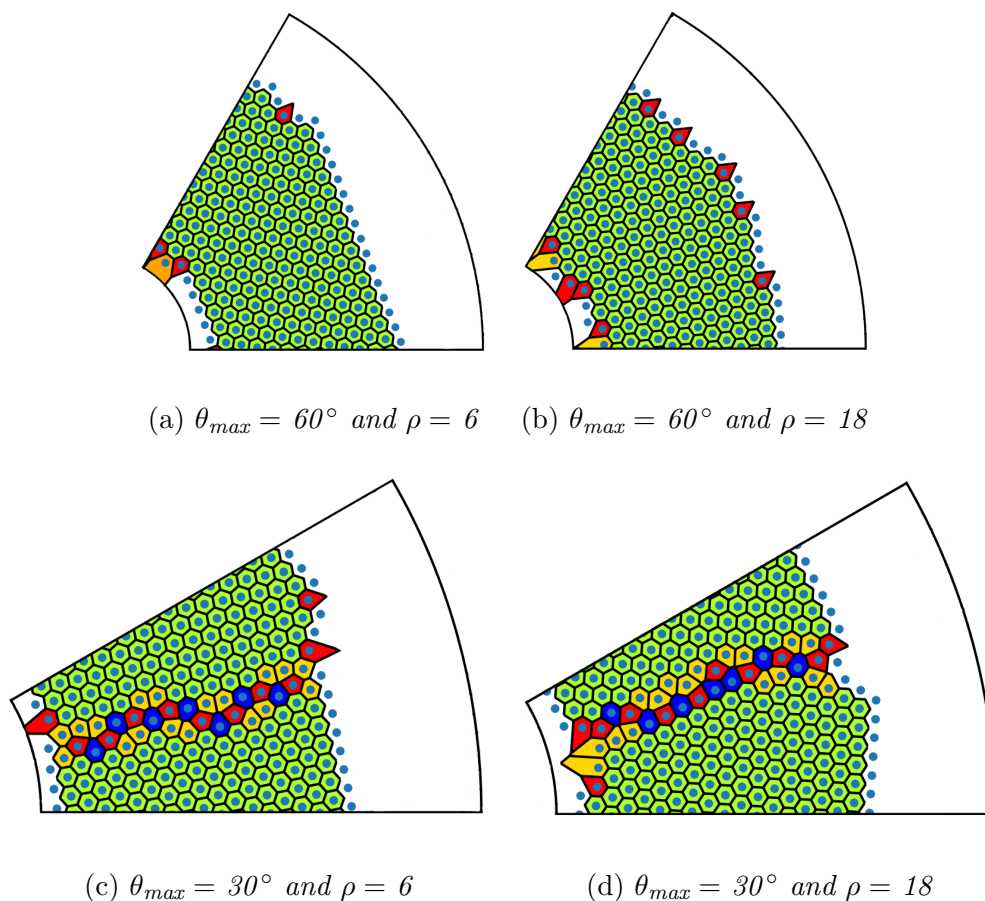 (a) θmax = 60° and ρ = 6
(b) θmax = 60° and ρ = 18
(c) θmax = 30° and ρ = 6
(d) θmax = 30° and ρ = 18